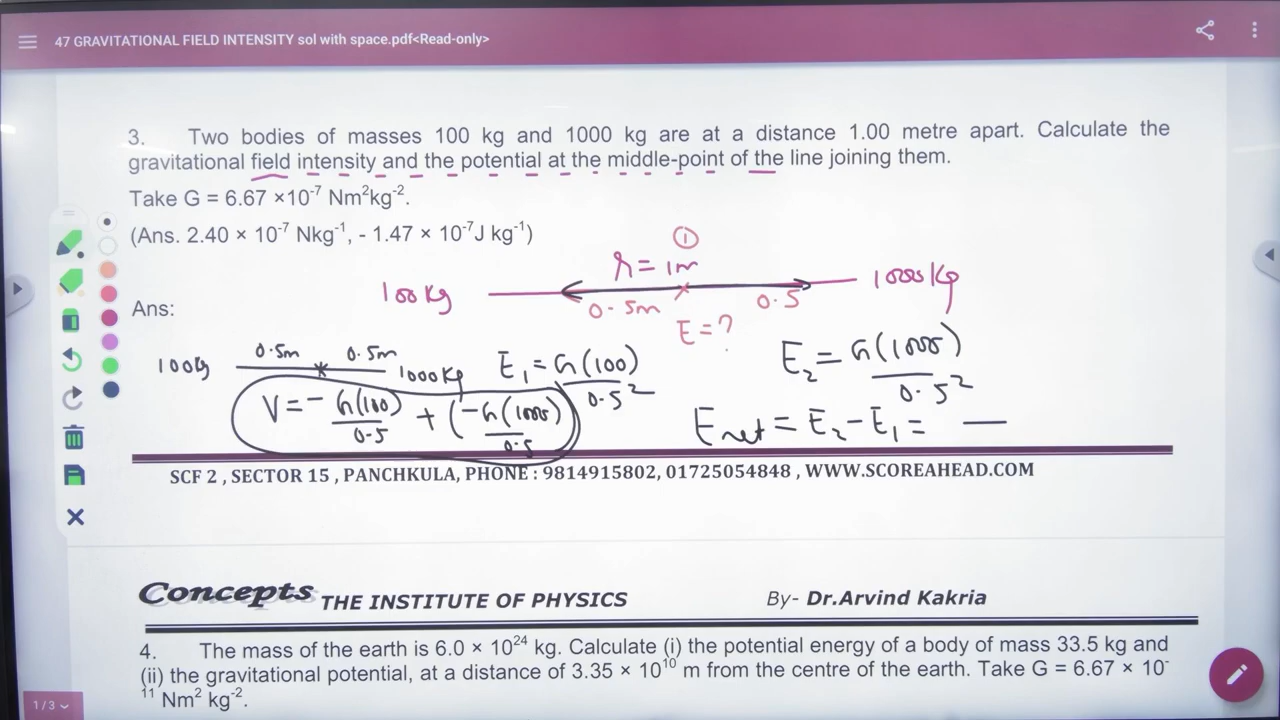 47 GRAVITATIONAL FIELD INTENSITY sol with space.pdf<Read-only>
3. Two bodies of masses 100 kg and 1000 kg are at a distance 1.00 metre apart. Calculate the
gravitational field intensity and the potential at the middle-point of the line joining them.
Take G = 6.67 ×10⁻⁷ Nm²kg⁻².
(Ans. 2.40 × 10⁻⁷ Nkg⁻¹, - 1.47 × 10⁻⁷J kg⁻¹)
①
r = 1m
100 Kg
1000 Kg
0.5m
0.5
E = ?
Ans:
100Kg
0.5m
0.5m
1000Kg
E₁ = G(100)/0.5²
E₂ = G(1000)/0.5²
V = - G(100)/0.5 + (-G(1000)/0.5)
Enet = E₂ - E₁ = —
SCF 2 , SECTOR 15 , PANCHKULA, PHONE : 9814915802, 01725054848 , WWW.SCOREAHEAD.COM
Concepts THE INSTITUTE OF PHYSICS By- Dr.Arvind Kakria
4. The mass of the earth is 6.0 × 10²⁴ kg. Calculate (i) the potential energy of a body of mass 33.5 kg and
(ii) the gravitational potential, at a distance of 3.35 × 10¹⁰ m from the centre of the earth. Take G = 6.67 × 10⁻
¹¹ Nm² kg⁻².
1 / 3